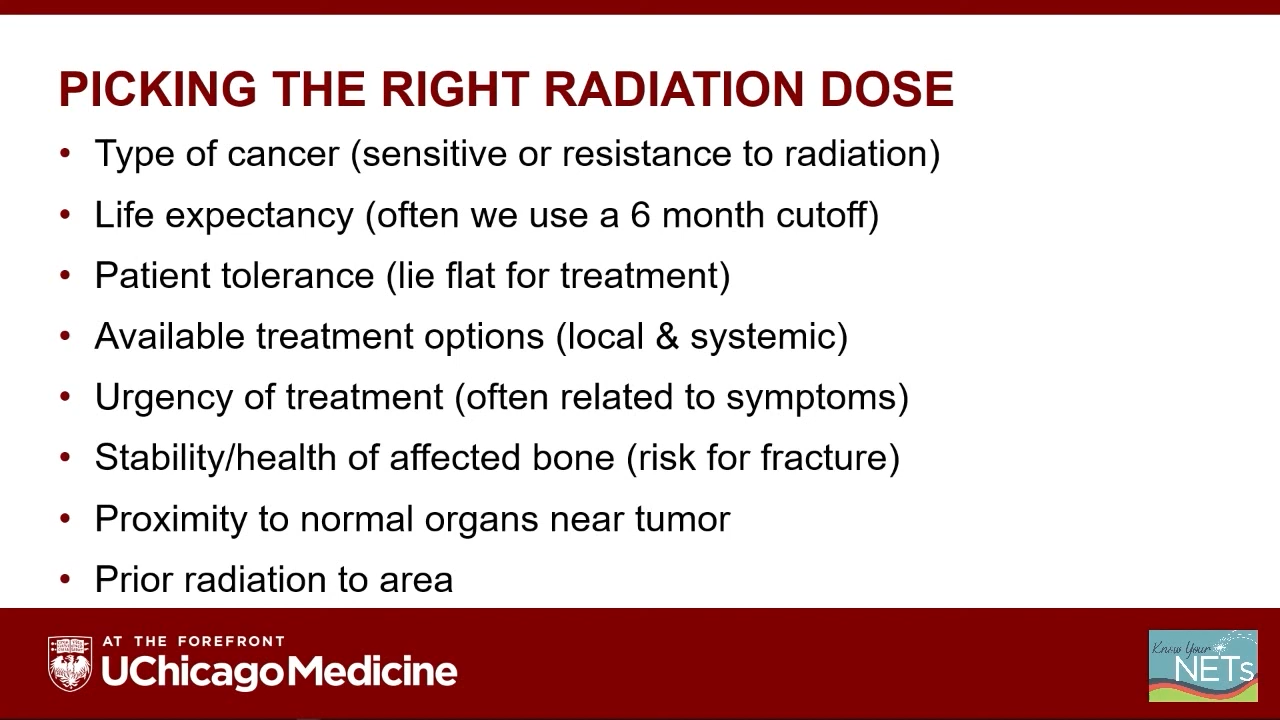 PICKING THE RIGHT RADIATION DOSE
• Type of cancer (sensitive or resistance to radiation)
• Life expectancy (often we use a 6 month cutoff)
• Patient tolerance (lie flat for treatment)
• Available treatment options (local & systemic)
• Urgency of treatment (often related to symptoms)
• Stability/health of affected bone (risk for fracture)
• Proximity to normal organs near tumor
• Prior radiation to area
AT THE FOREFRONT
UChicagoMedicine
Know Your
NETs